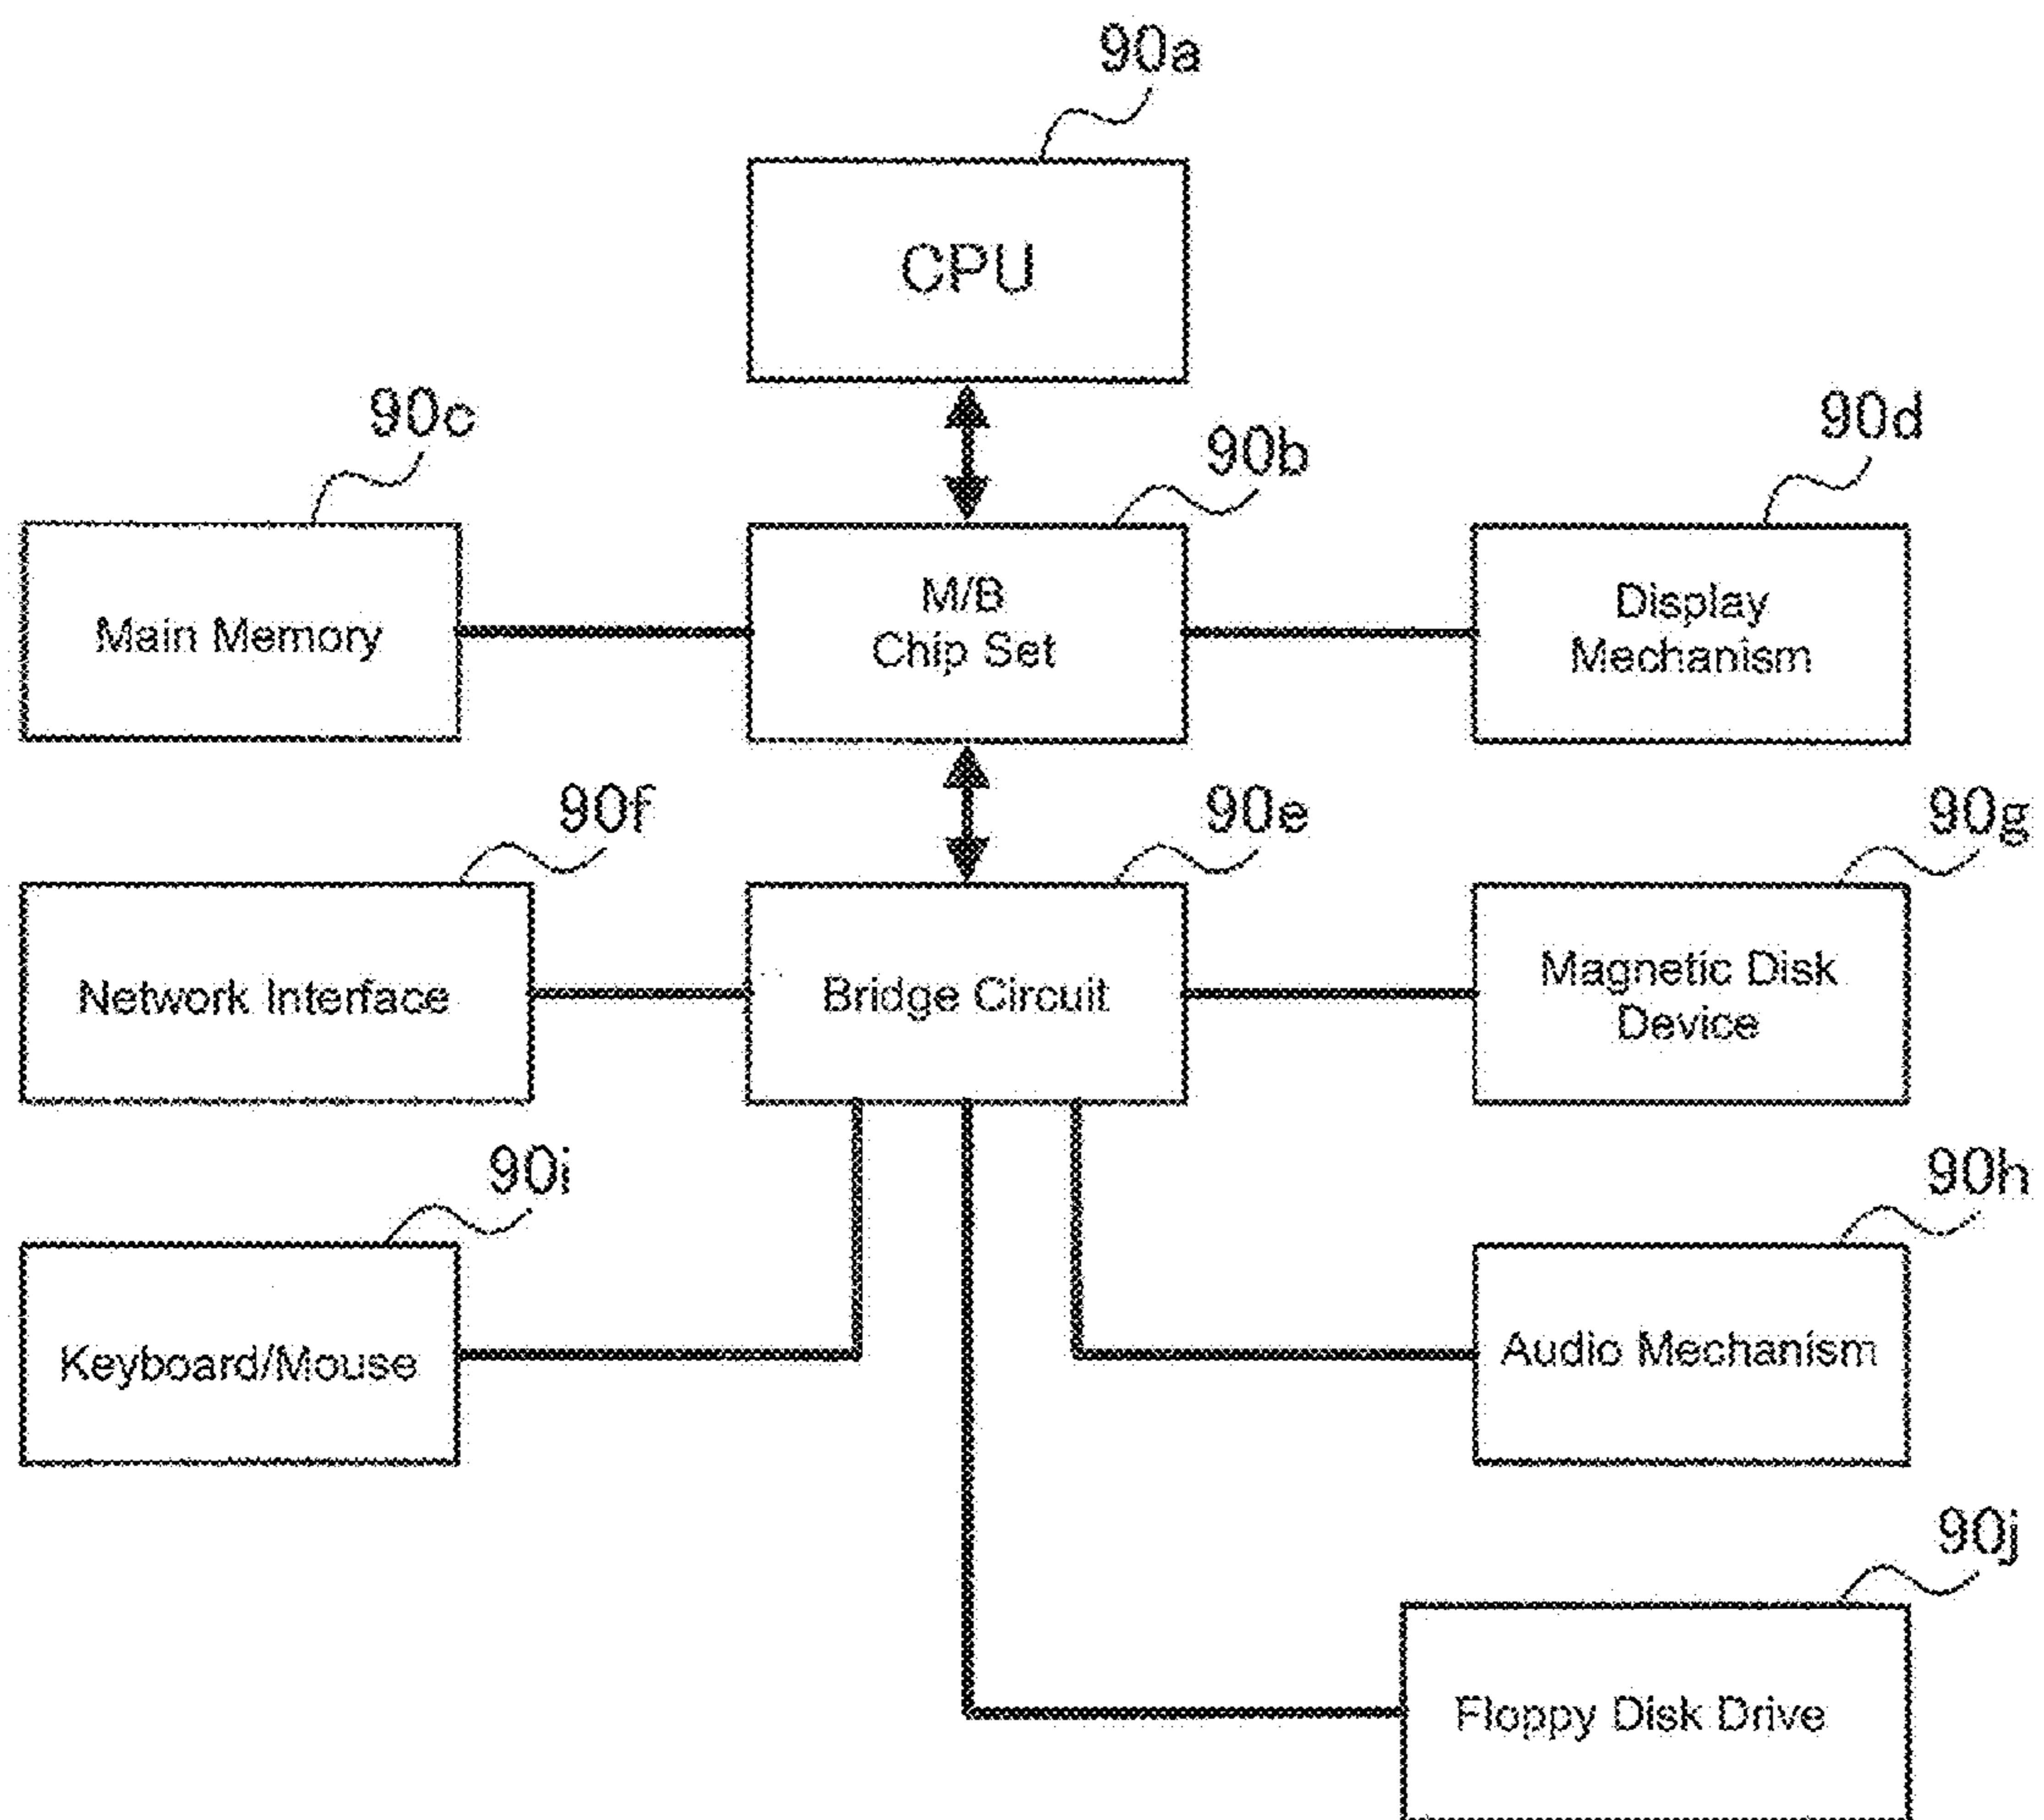 90a
CPU
90c
90b
90d
Main Memory
M/B
Chip Set
Display
Mechanism
90f
90e
90g
Network Interface
Bridge Circuit
Magnetic Disk
Device
90i
90h
Keyboard/Mouse
Audio Mechanism
90j
Floppy Disk Drive